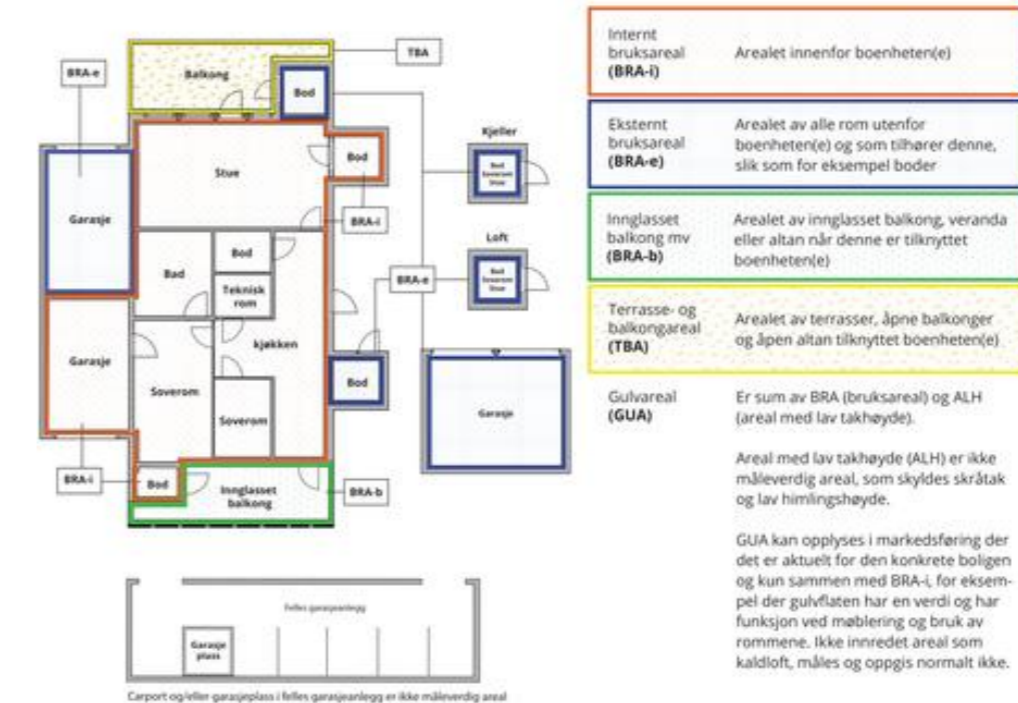 TBA
BRA-e
Balkong
Bod
Kjeller
Bod
Soverom
Stue
Stue
Bod
Garasje
BRA-i
Loft
Bod
Soverom
Stue
Bad
Bod
BRA-e
Teknisk
rom
kjøkken
Garasje
Soverom
Bod
Garasje
Soverom
BRA-i
Bod
Innglasset
balkong
BRA-b
Felles garasjeanlegg
Garasje
plass
Carport og/eller garasjeplass i felles garasjeanlegg er ikke måleverdig areal
Internt
bruksareal
(BRA-i)
Arealet innenfor boenheten(e)
Eksternt
bruksareal
(BRA-e)
Arealet av alle rom utenfor
boenheten(e) og som tilhører denne,
slik som for eksempel boder
Innglasset
balkong mv
(BRA-b)
Arealet av innglasset balkong, veranda
eller altan når denne er tilknyttet
boenheten(e)
Terrasse- og
balkongareal
(TBA)
Arealet av terrasser, åpne balkonger
og åpen altan tilknyttet boenheten(e)
Gulvareal
(GUA)
Er sum av BRA (bruksareal) og ALH
(areal med lav takhøyde).
Areal med lav takhøyde (ALH) er ikke
måleverdig areal, som skyldes skråtak
og lav himlingshøyde.
GUA kan opplyses i markedsføring der
det er aktuelt for den konkrete boligen
og kun sammen med BRA-i, for eksem-
pel der gulvflaten har en verdi og har
funksjon ved møblering og bruk av
rommene. Ikke innredet areal som
kaldloft, måles og oppgis normalt ikke.